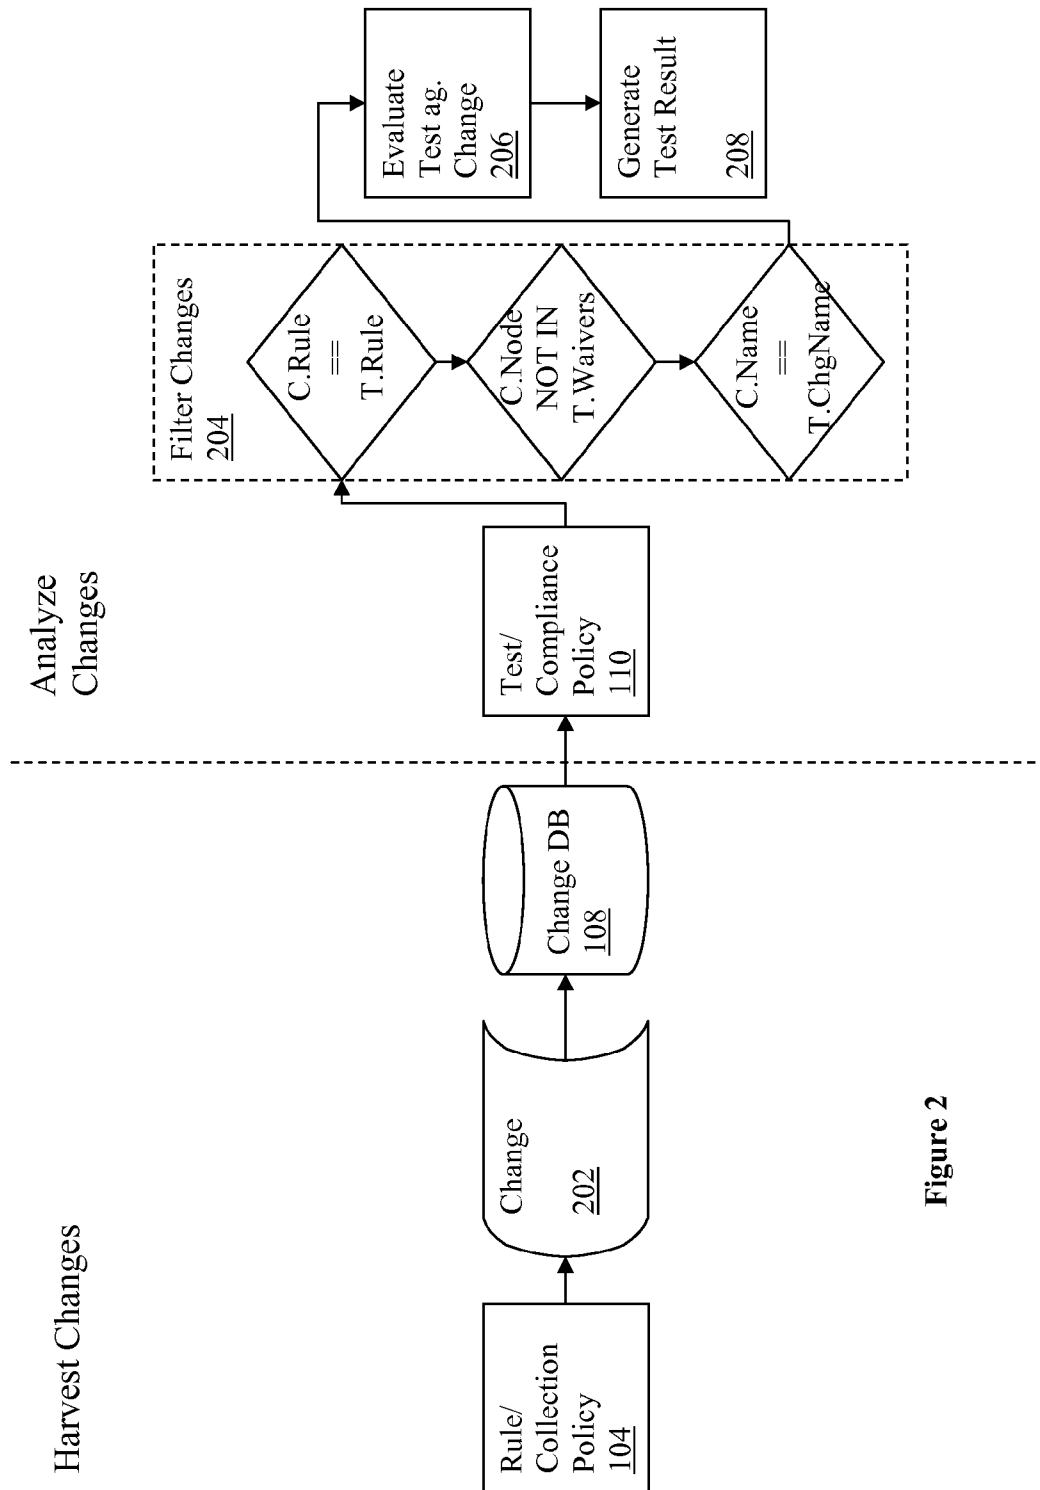 Harvest Changes
Analyze
Changes
Rule/
Collection
Policy
104
Change
202
Change DB
108
Test/
Compliance
Policy
110
Filter Changes
204
C.Rule
==
T.Rule
C.Node
NOT IN
T.Waivers
C.Name
==
T.ChgName
Evaluate
Test ag.
Change
206
Generate
Test Result
208
Figure 2